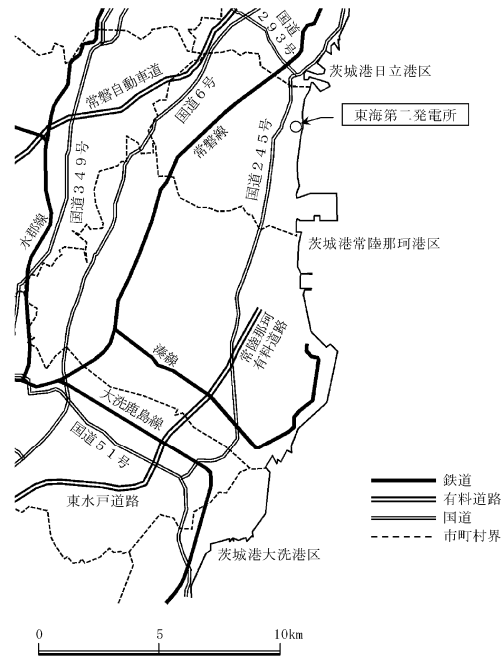 国道
293号
茨城港日立港区
常磐自動車道
国道6号
東海第二発電所
常磐線
国道245号
国道349号
水郡線
茨城港常陸那珂港区
常陸那珂
有料道路
湊線
大洗鹿島線
国道51号
東水戸道路
茨城港大洗港区
鉄道
有料道路
国道
市町村界
0 5 10km